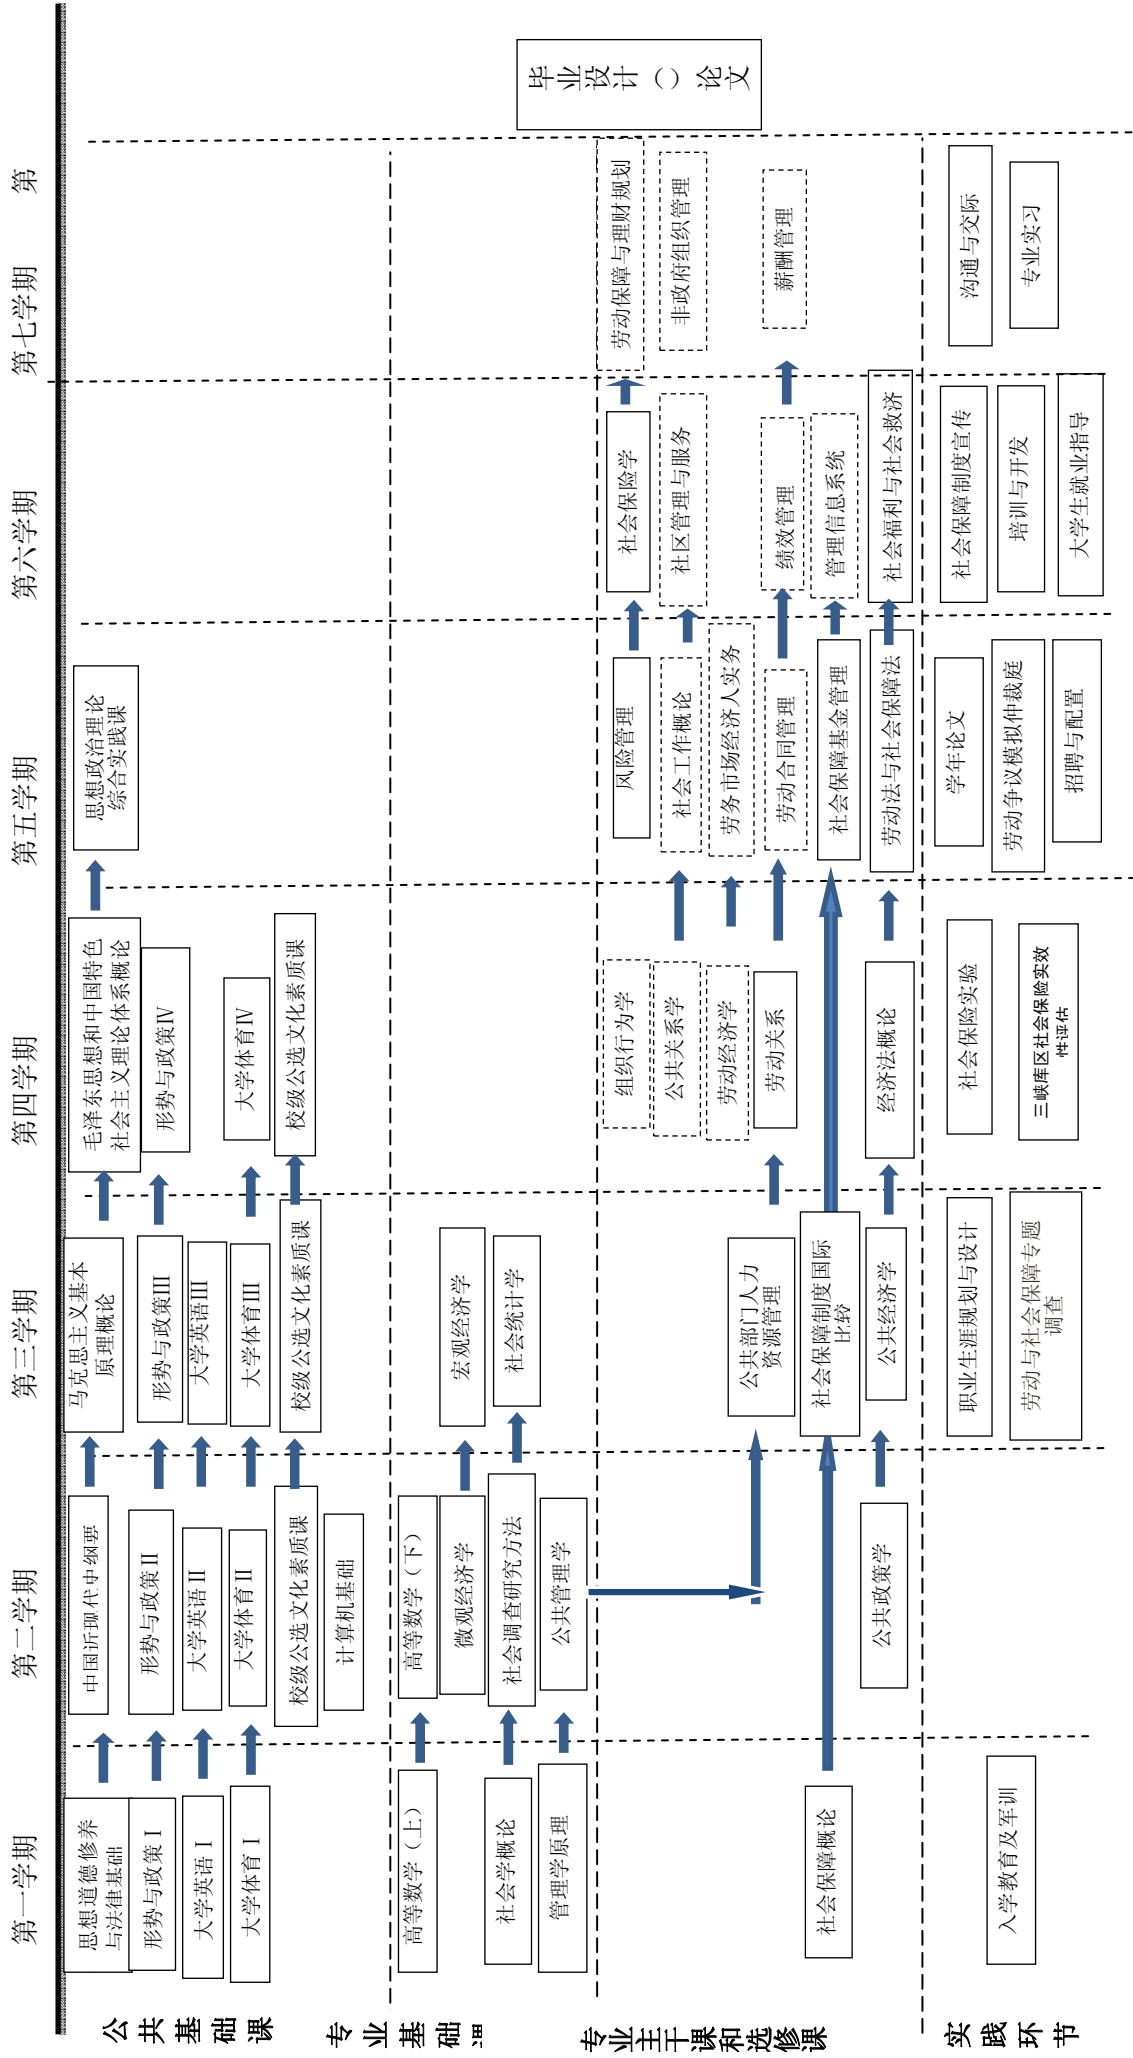 第一学期
第二学期
第三学期
第四学期
第五学期
第六学期
第七学期
第
公共基础课
思想道德修养
与法律基础
形势与政策Ⅰ
大学英语Ⅰ
大学体育Ⅰ
中国近现代史纲要
形势与政策Ⅱ
大学英语Ⅱ
大学体育Ⅱ
校级公选文化素质课
计算机基础
马克思主义基本
原理概论
形势与政策Ⅲ
大学英语Ⅲ
大学体育Ⅲ
校级公选文化素质课
毛泽东思想和中国特色
社会主义理论体系概论
形势与政策Ⅳ
大学体育Ⅳ
校级公选文化素质课
思想政治理论
综合实践课
专业基础课
高等数学（上）
社会学概论
管理学原理
高等数学（下）
微观经济学
社会调查研究方法
公共管理学
宏观经济学
社会统计学
专业主干课和选修课
社会保障概论
公共政策学
公共部门人力
资源管理
社会保障制度国际
比较
公共经济学
组织行为学
公共关系学
劳动经济学
劳动关系
经济法概论
风险管理
社会工作概论
劳务市场经济人实务
劳动合同管理
社会保障基金管理
劳动法与社会保障法
社会保险学
社区管理与服务
绩效管理
管理信息系统
社会福利与社会救济
劳动保障与理财规划
非政府组织管理
薪酬管理
毕业设计（）论文
实践环节
入学教育及军训
职业生涯规划与设计
劳动与社会保障专题
调查
社会保险实验
三峡库区社会保险实效
性评估
学年论文
劳动争议模拟仲裁庭
招聘与配置
社会保障制度宣传
培训与开发
大学生就业指导
沟通与交际
专业实习